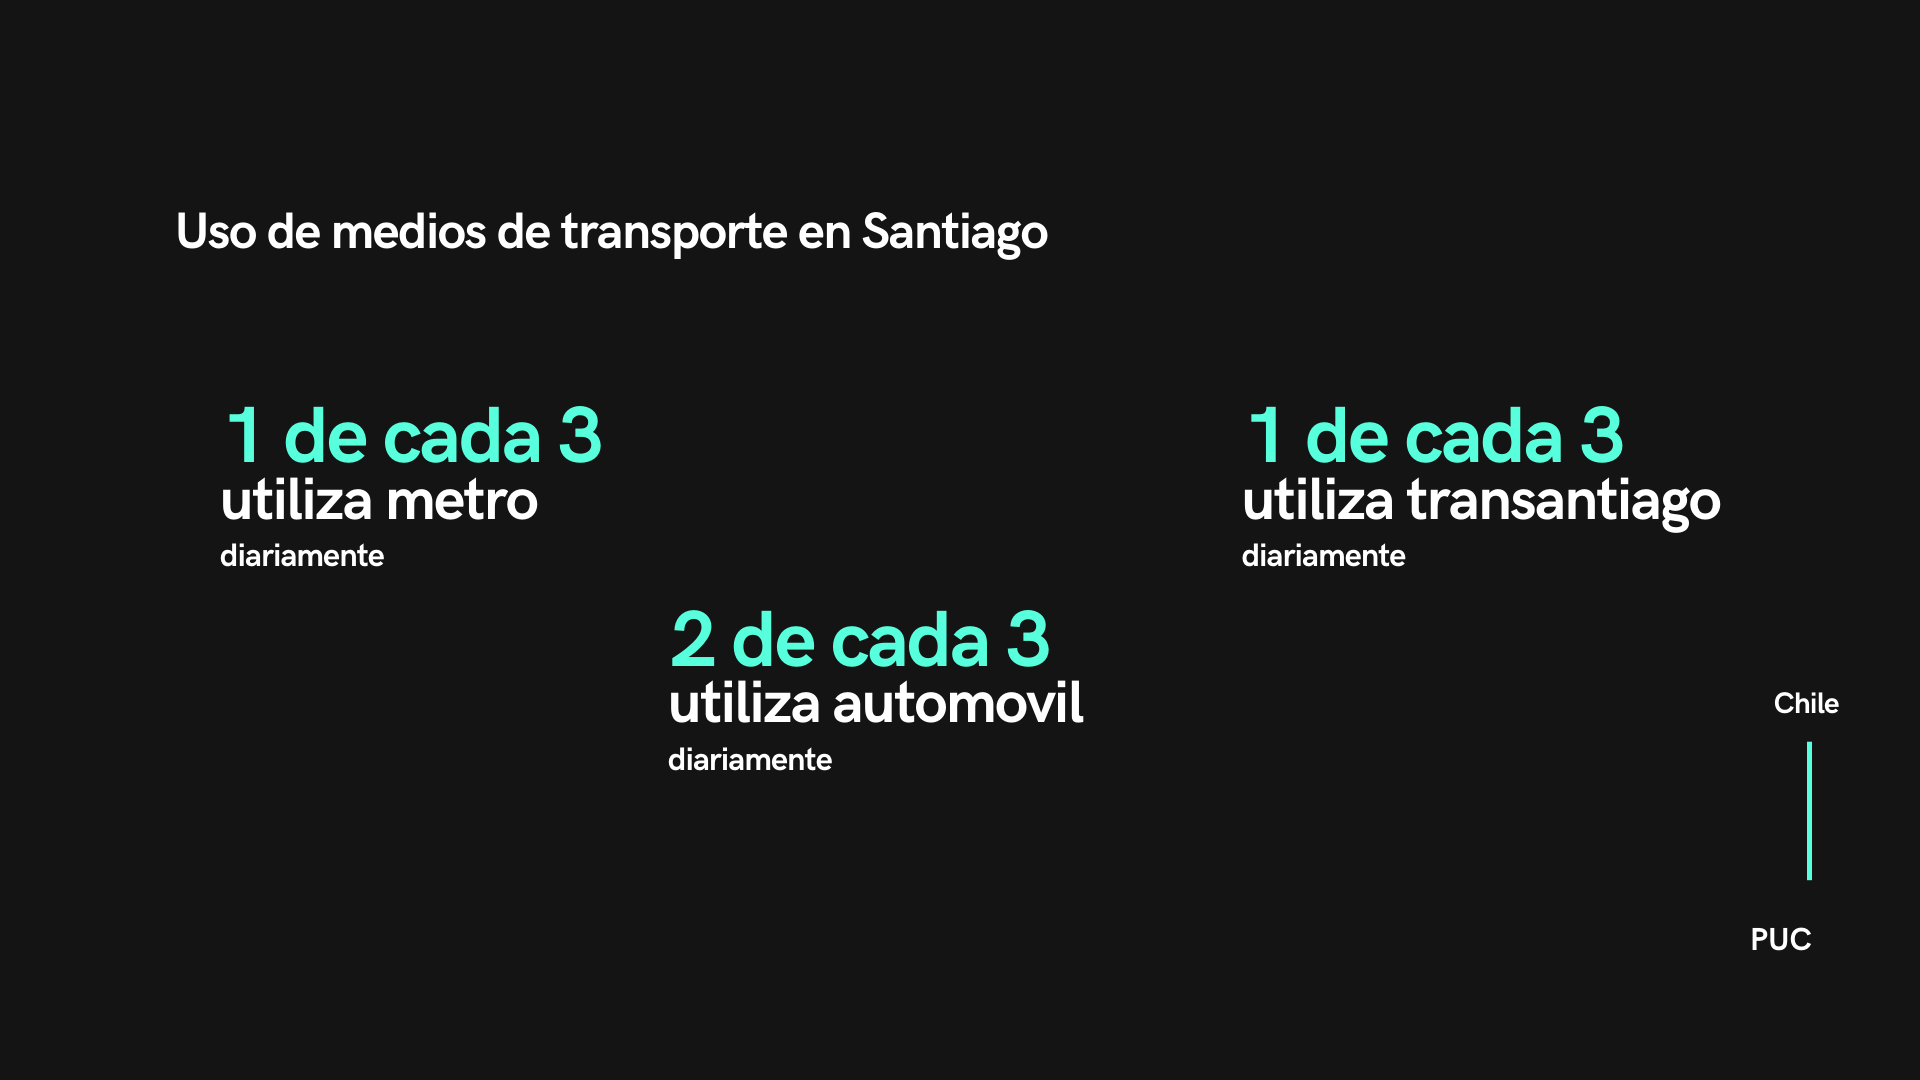 Uso de medios de transporte en Santiago
1 de cada 3
utiliza metro
diariamente
2 de cada 3
utiliza automovil
diariamente
1 de cada 3
utiliza transantiago
diariamente
Chile
PUC